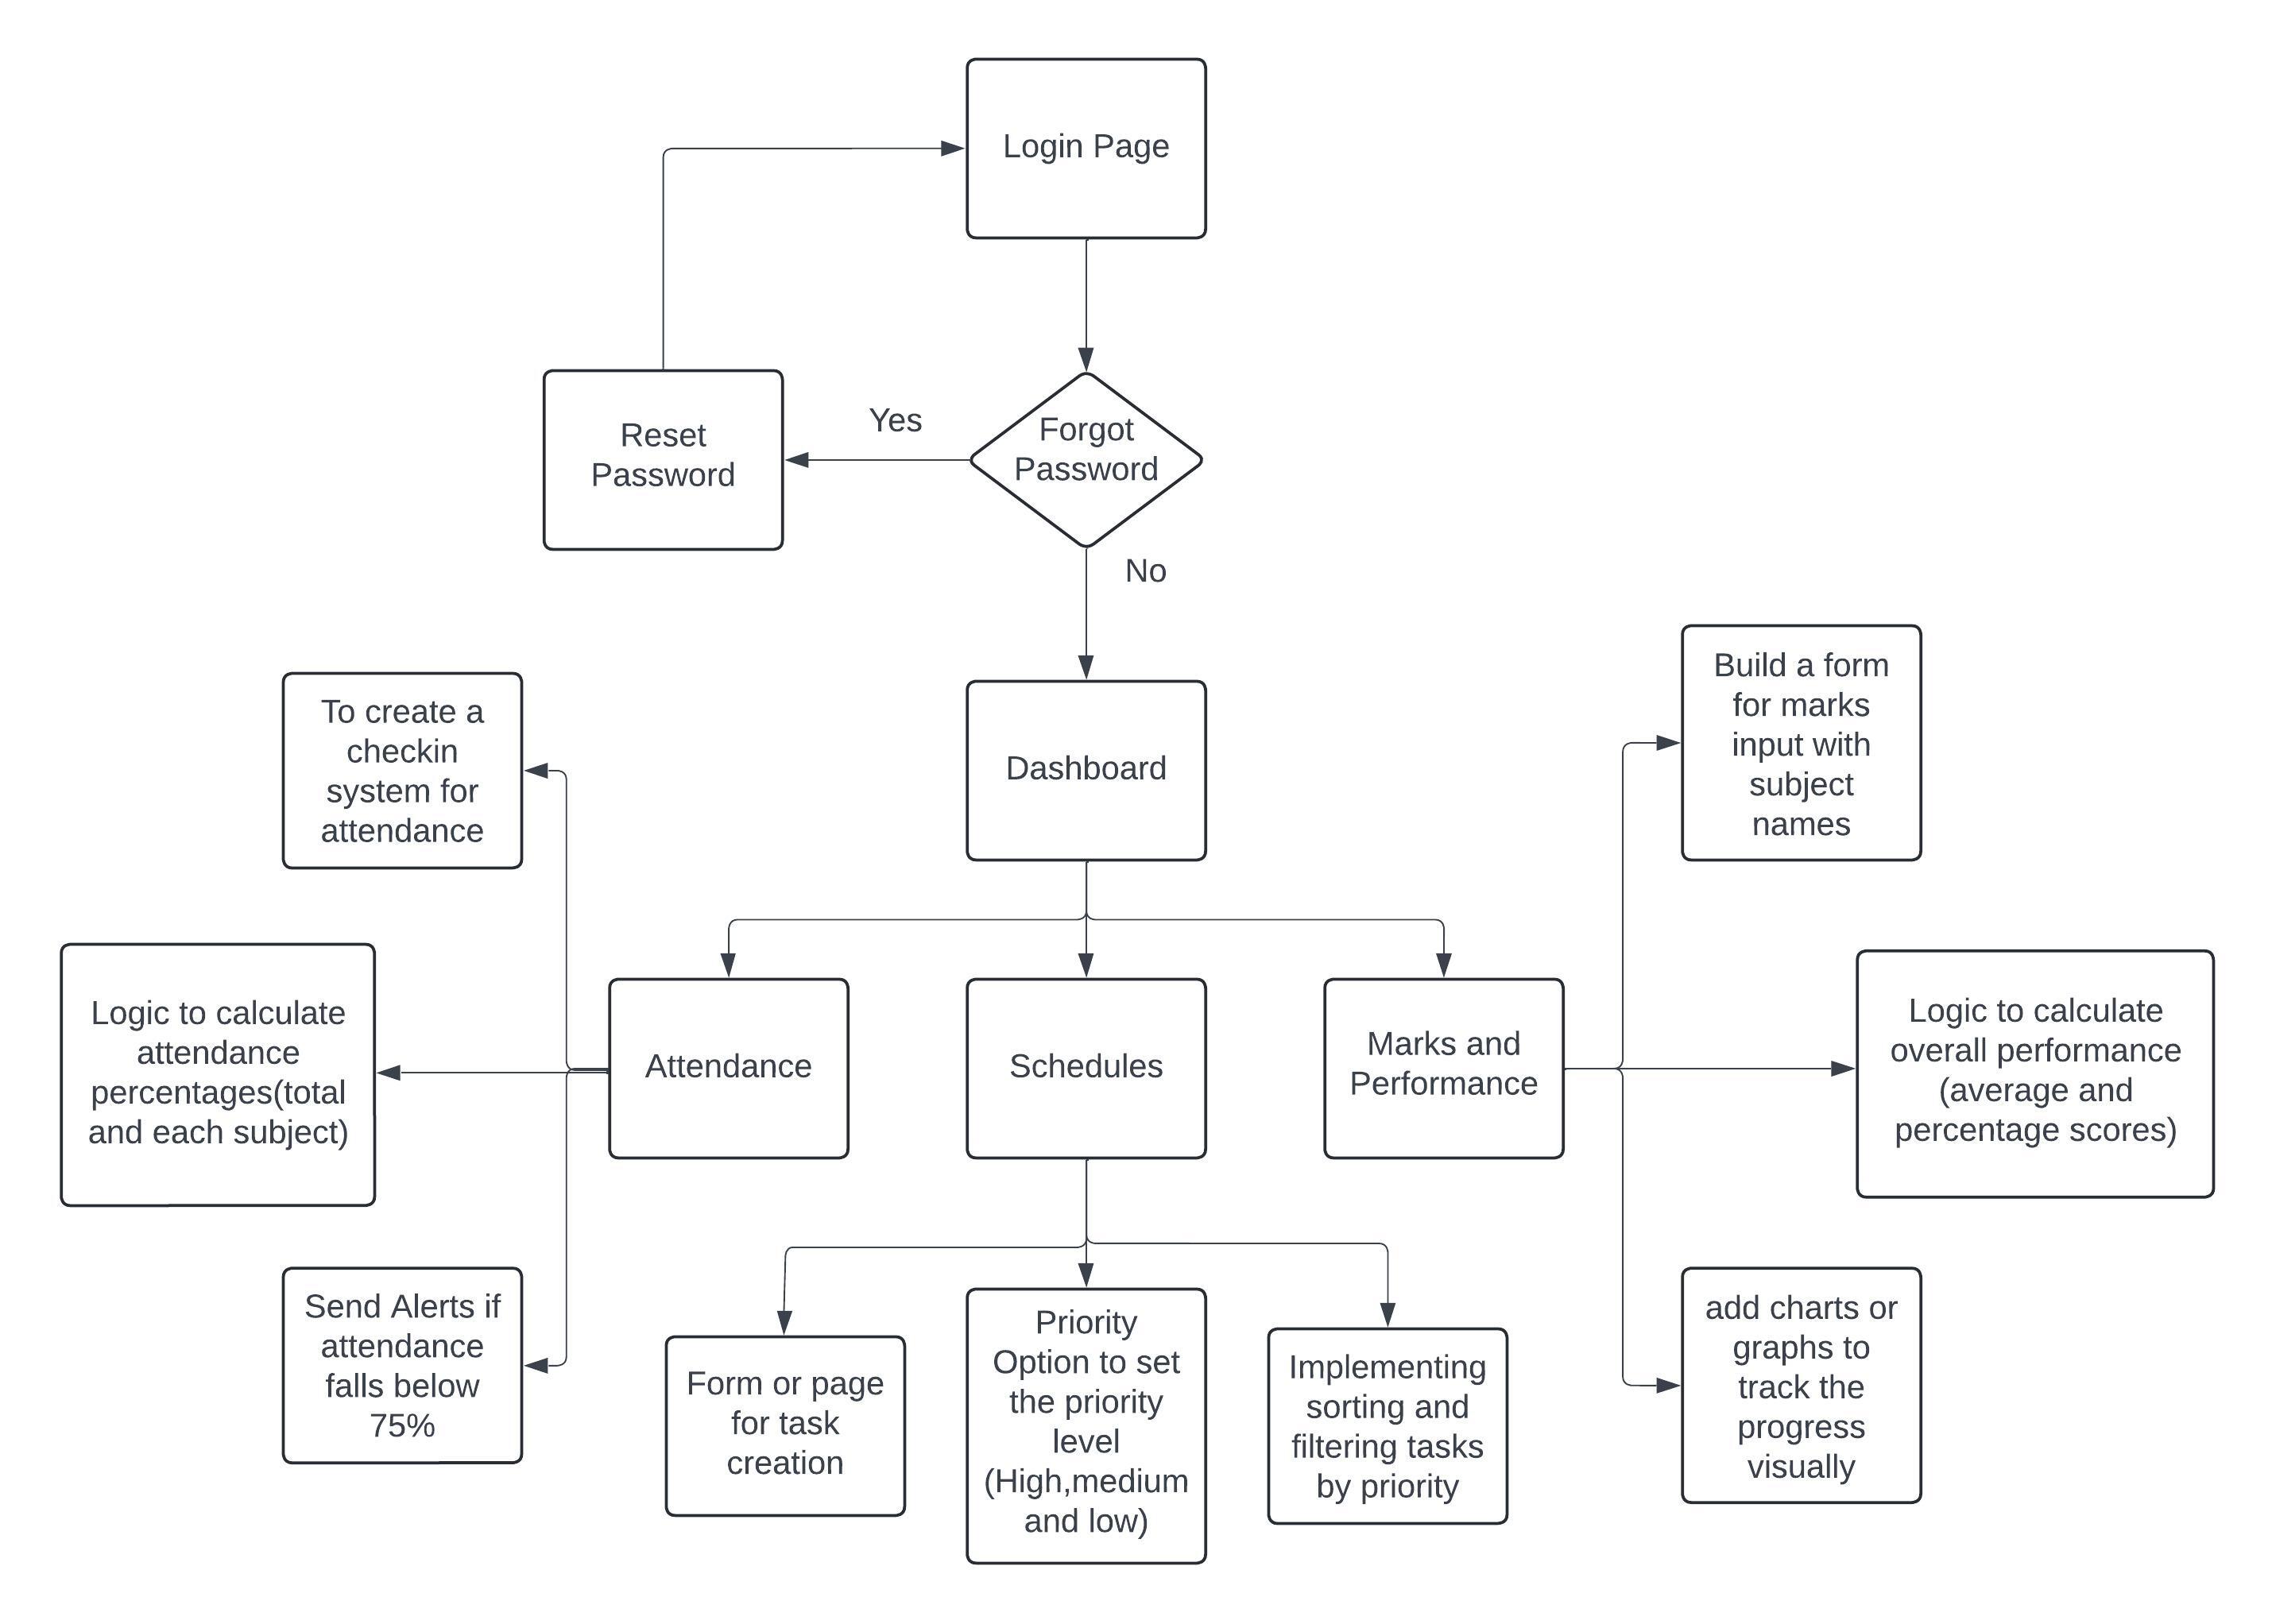 Login Page
Reset
Password
Yes
Forgot
Password
No
Dashboard
To create a
checkin
system for
attendance
Build a form
for marks
input with
subject
names
Logic to calculate
attendance
percentages(total
and each subject)
Attendance
Schedules
Marks and
Performance
Logic to calculate
overall performance
(average and
percentage scores)
Send Alerts if
attendance
falls below
75%
Form or page
for task
creation
Priority
Option to set
the priority
level
(High,medium
and low)
Implementing
sorting and
filtering tasks
by priority
add charts or
graphs to
track the
progress
visually